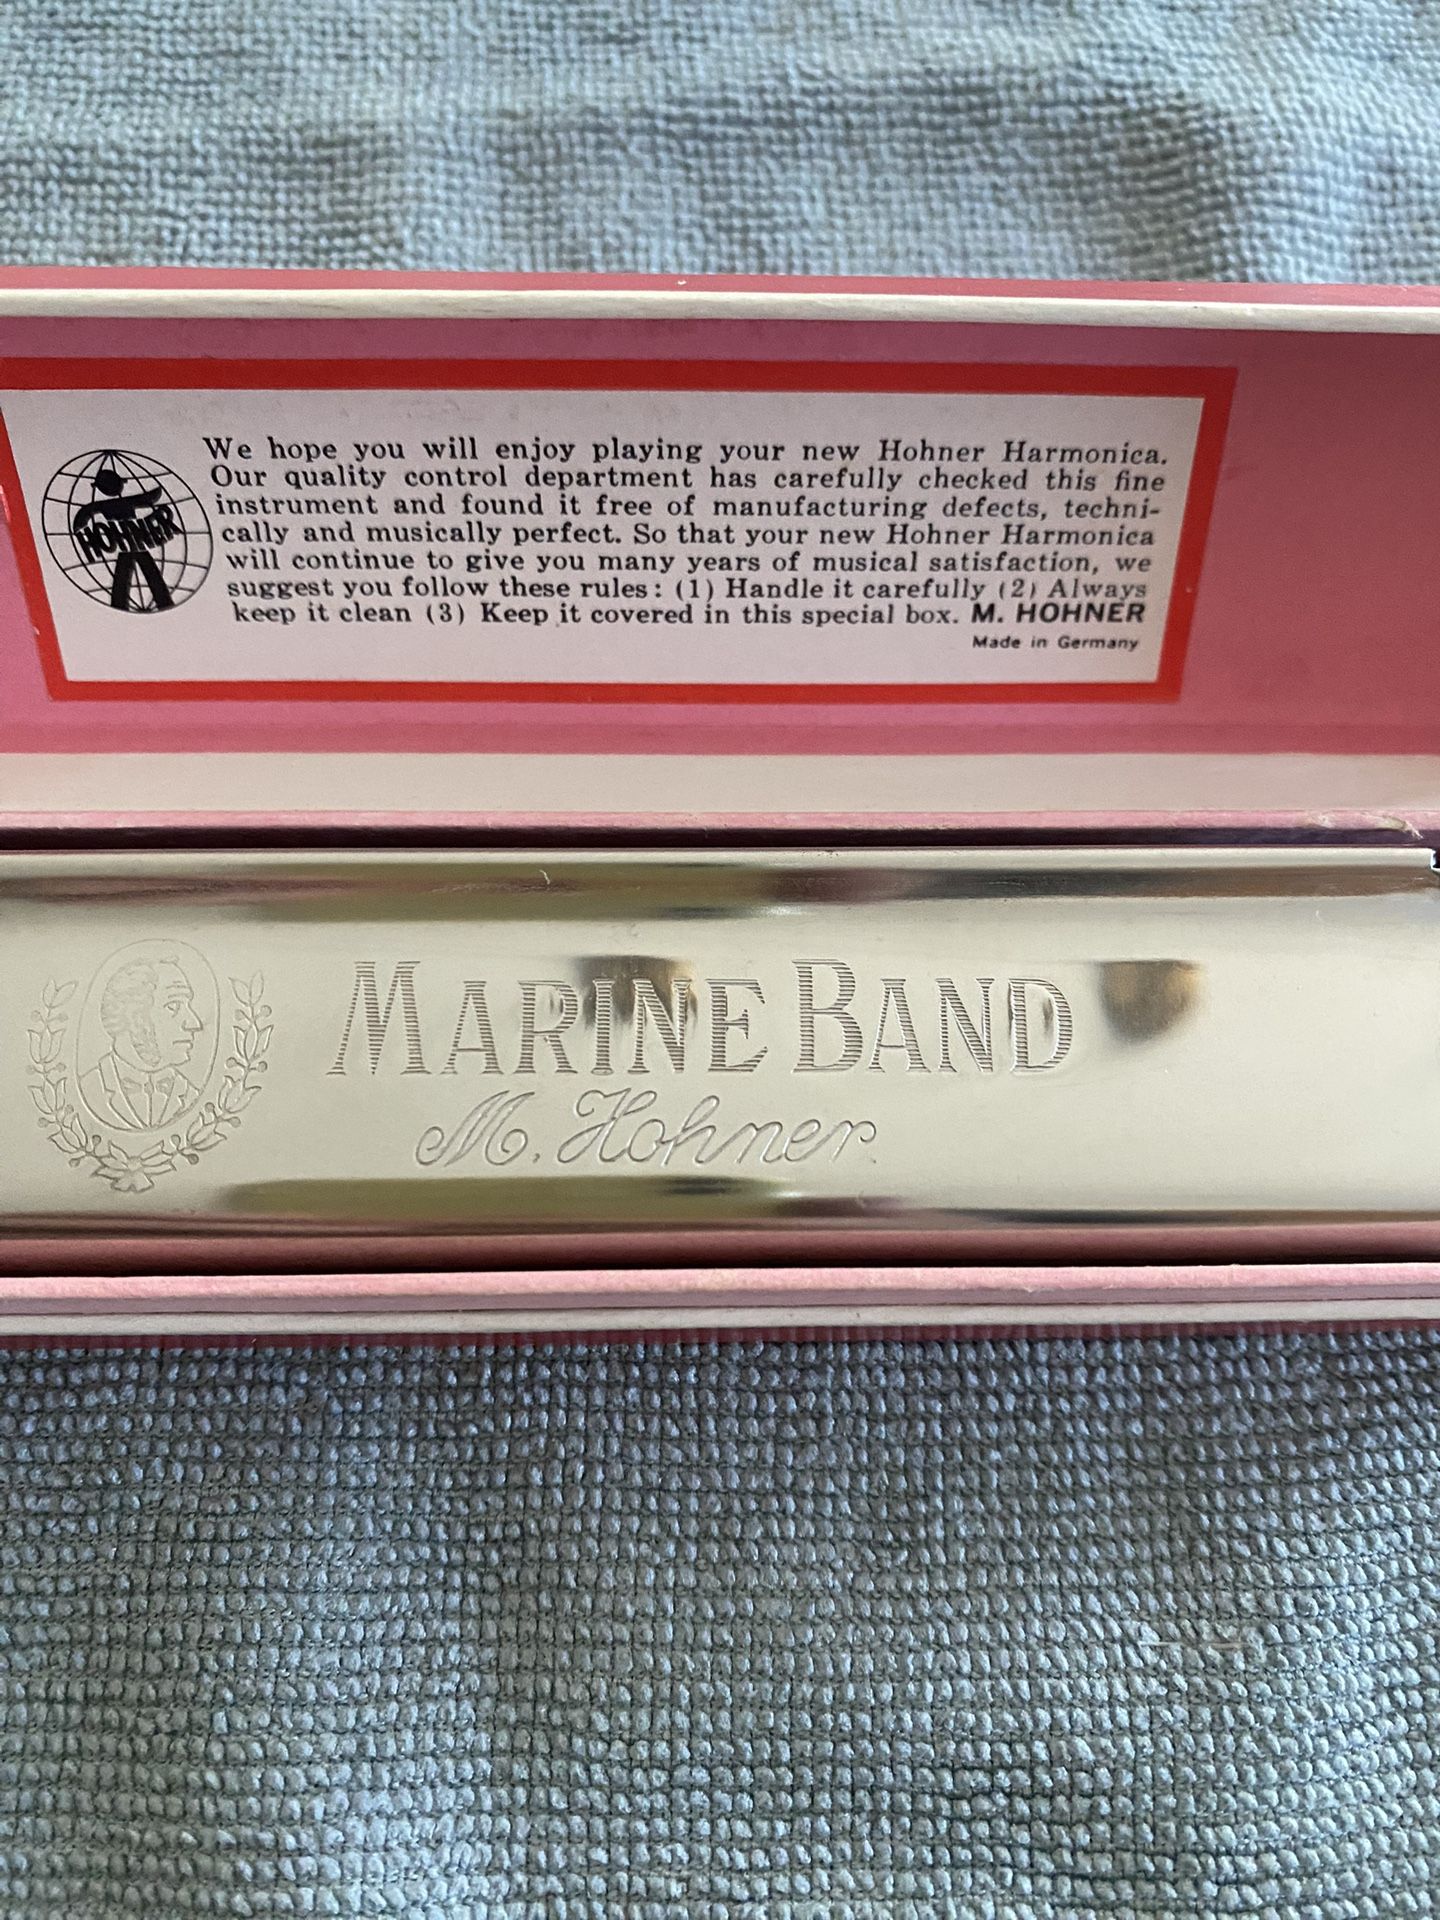 HOHNER
We hope you will enjoy playing your new Hohner Harmonica.
Our quality control department has carefully checked this fine
instrument and found it free of manufacturing defects, techni-
cally and musically perfect. So that your new Hohner Harmonica
will continue to give you many years of musical satisfaction, we
suggest you follow these rules: (1) Handle it carefully (2) Always
keep it clean (3) Keep it covered in this special box. M. HOHNER
Made in Germany
MARINE BAND
M. Hohner